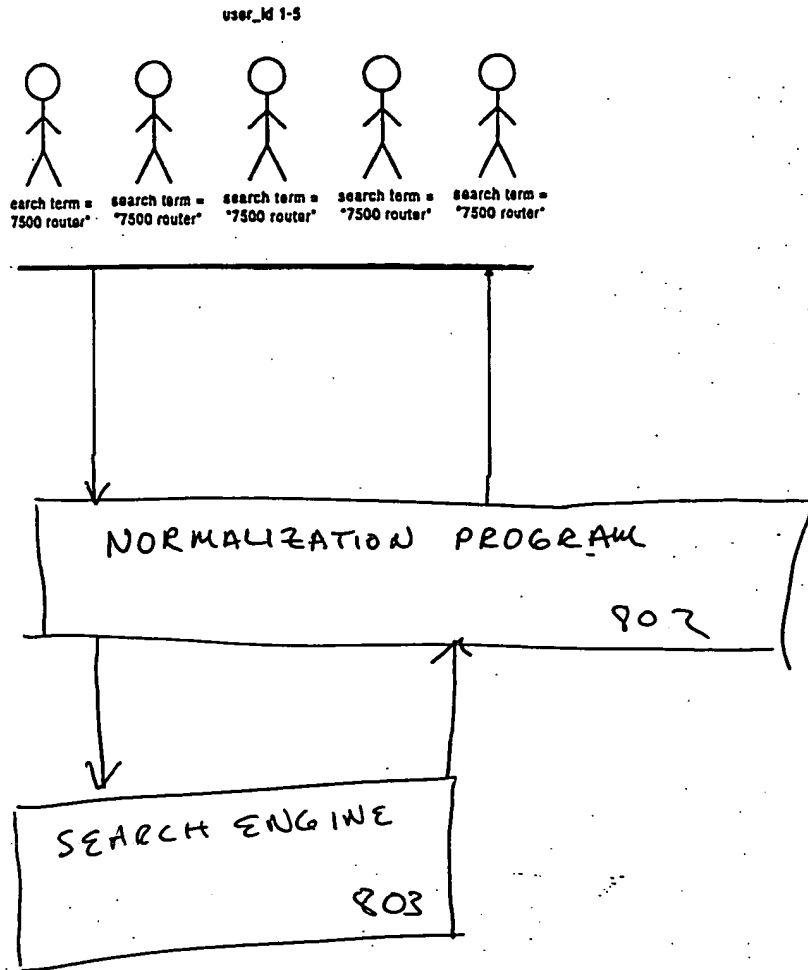 user_id 1-5
earch term =
7500 router"
search term =
"7500 router"
search term =
"7500 router"
search term =
"7500 router"
search term =
"7500 router"
NORMALIZATION PROGRAM
802
SEARCH ENGINE
803